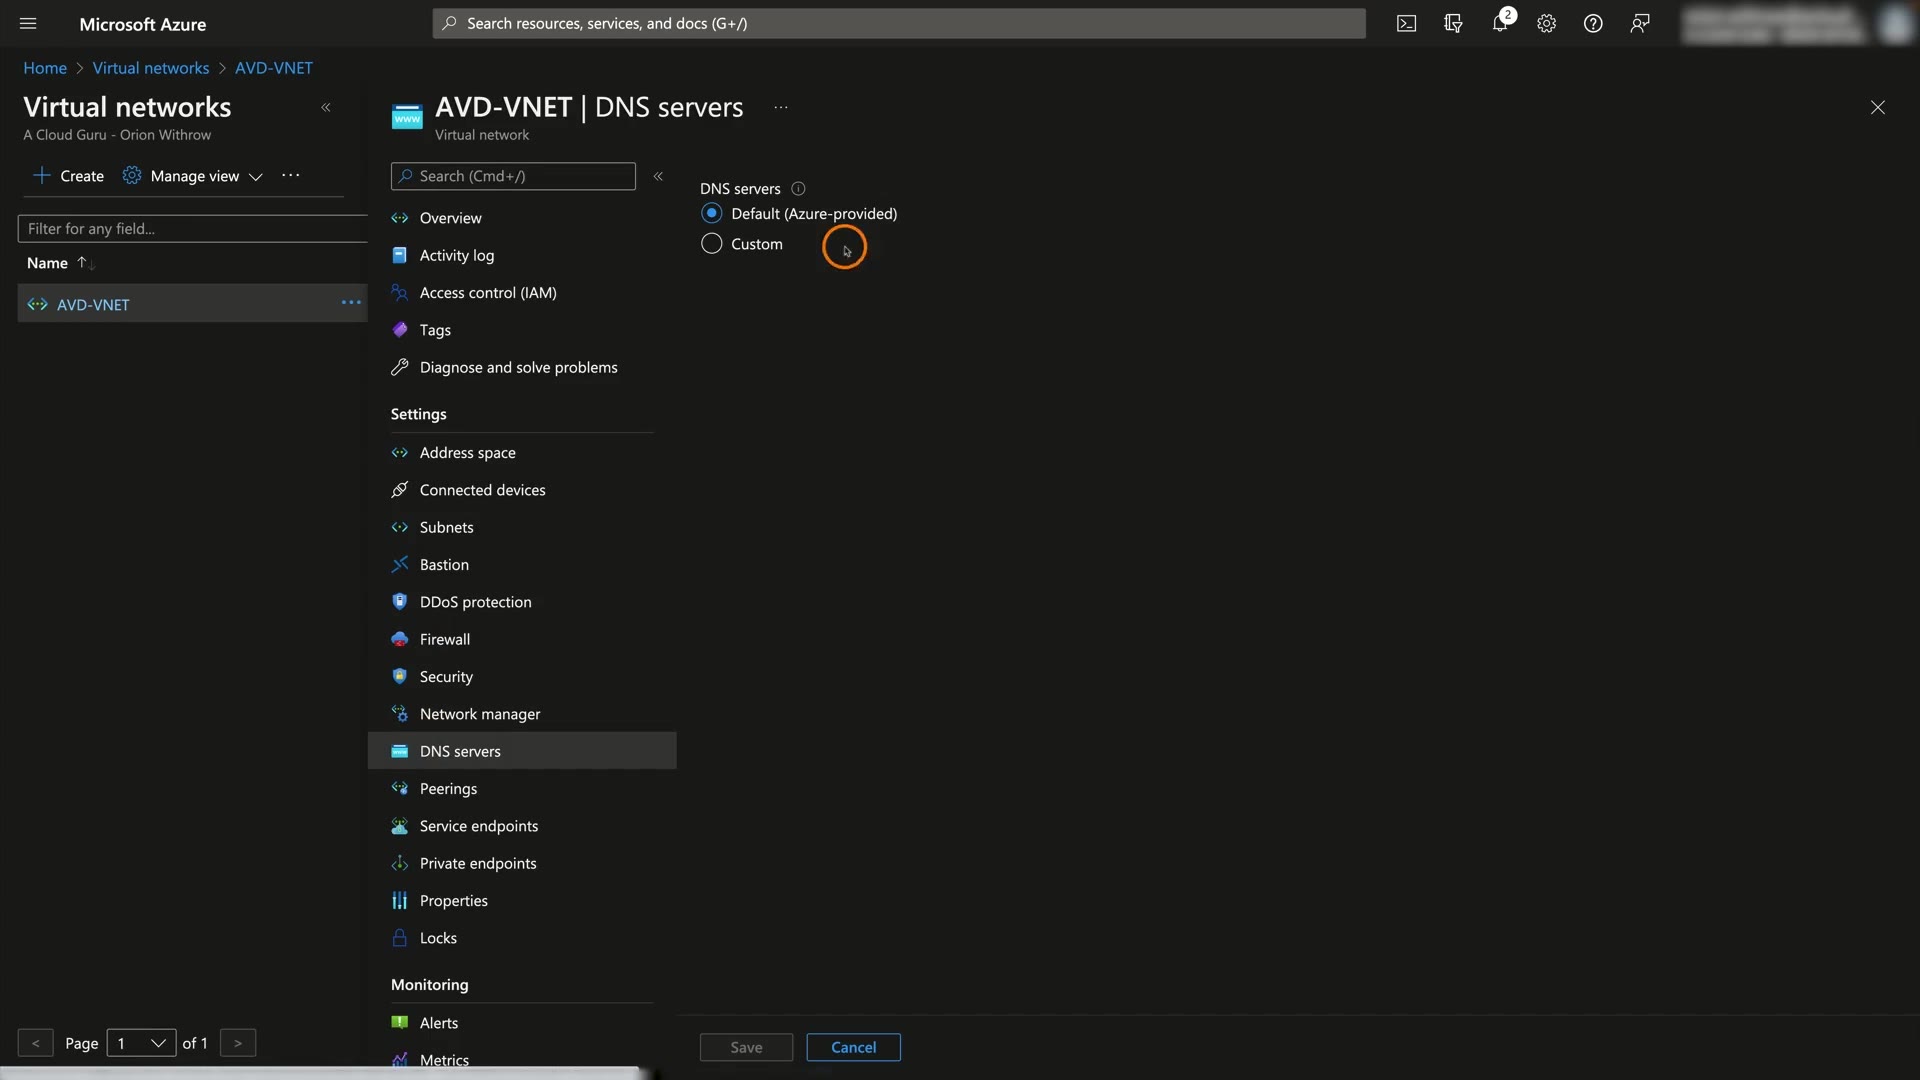 Microsoft Azure
Search resources, services, and docs (G+/)
2
Home > Virtual networks > AVD-VNET
Virtual networks
A Cloud Guru - Orion Withrow
Create
Manage view
Filter for any field...
Name
AVD-VNET
Page 1 of 1
AVD-VNET | DNS servers
Virtual network
Search (Cmd+/)
Overview
Activity log
Access control (IAM)
Tags
Diagnose and solve problems
Settings
Address space
Connected devices
Subnets
Bastion
DDoS protection
Firewall
Security
Network manager
DNS servers
Peerings
Service endpoints
Private endpoints
Properties
Locks
Monitoring
Alerts
Metrics
DNS servers
Default (Azure-provided)
Custom
Save
Cancel